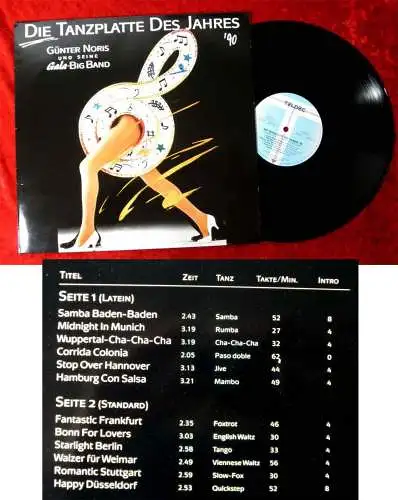 DIE TANZPLATTE DES JAHRES
'90
GÜNTER NORIS
UND SEINE
Gala-BIG BAND
TELDEC
TITEL ZEIT TANZ TAKTE/MIN. INTRO
SEITE 1 (LATEIN)
Samba Baden-Baden 2.43 Samba 52 8
Midnight In Munich 3.19 Rumba 27 4
Wuppertal-Cha-Cha-Cha 3.19 Cha-Cha-Cha 32 4
Corrida Colonia 2.05 Paso doble 62 0
Stop Over Hannover 3.13 Jive 44 4
Hamburg Con Salsa 3.21 Mambo 49 4
SEITE 2 (STANDARD)
Fantastic Frankfurt 2.35 Foxtrot 46 4
Bonn For Lovers 3.03 English Waltz 30 4
Starlight Berlin 2.58 Tango 33 4
Walzer für Weimar 2.49 Viennese Waltz 56 4
Romantic Stuttgart 2.59 Slow-Fox 30 4
Happy Düsseldorf 2.53 Quickstep 52 4